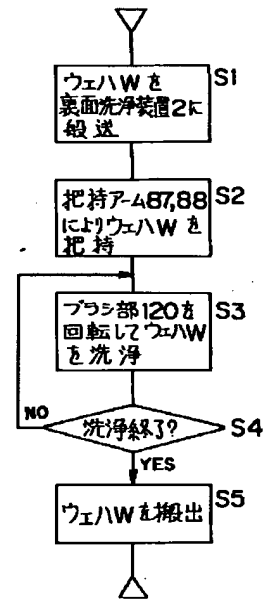 S1
ウェハWを
裏面洗浄装置2に
般送
S2
把持アーム87,88
によりウェハWを
把持
S3
ブラシ部120を
回転してウェハW
を洗浄
NO
洗浄終了?
S4
YES
S5
ウェハWを搬出